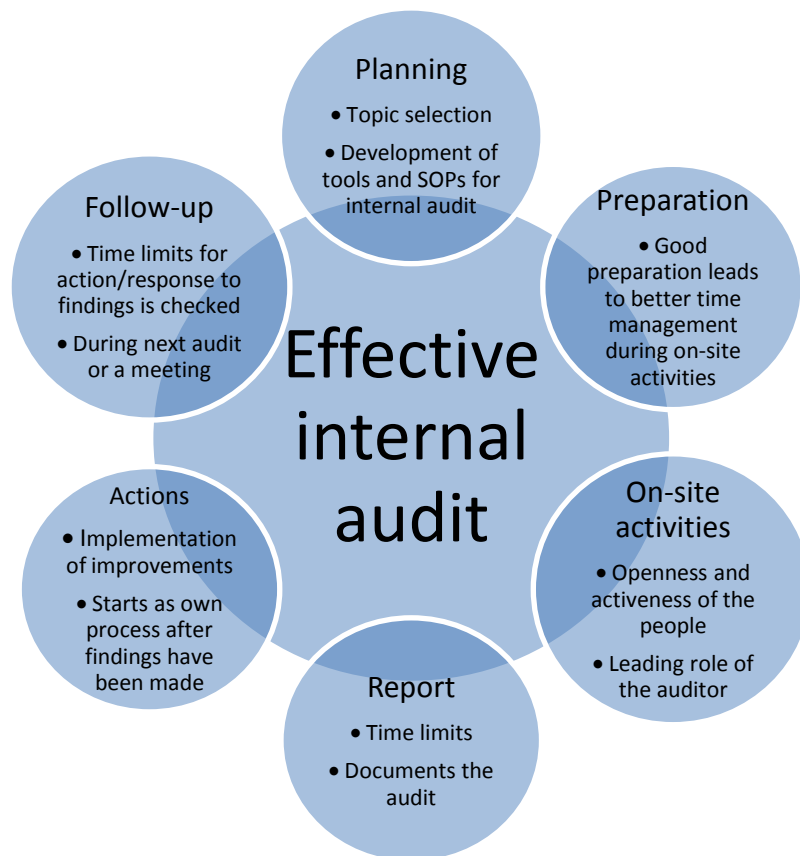 Planning
• Topic selection
• Development of
tools and SOPs for
internal audit
Preparation
• Good
preparation leads
to better time
management
during on-site
activities
On-site
activities
• Openness and
activeness of the
people
• Leading role of
the auditor
Report
• Time limits
• Documents the
audit
Actions
• Implementation
of improvements
• Starts as own
process after
findings have
been made
Follow-up
• Time limits for
action/response to
findings is checked
• During next audit
or a meeting
Effective
internal
audit